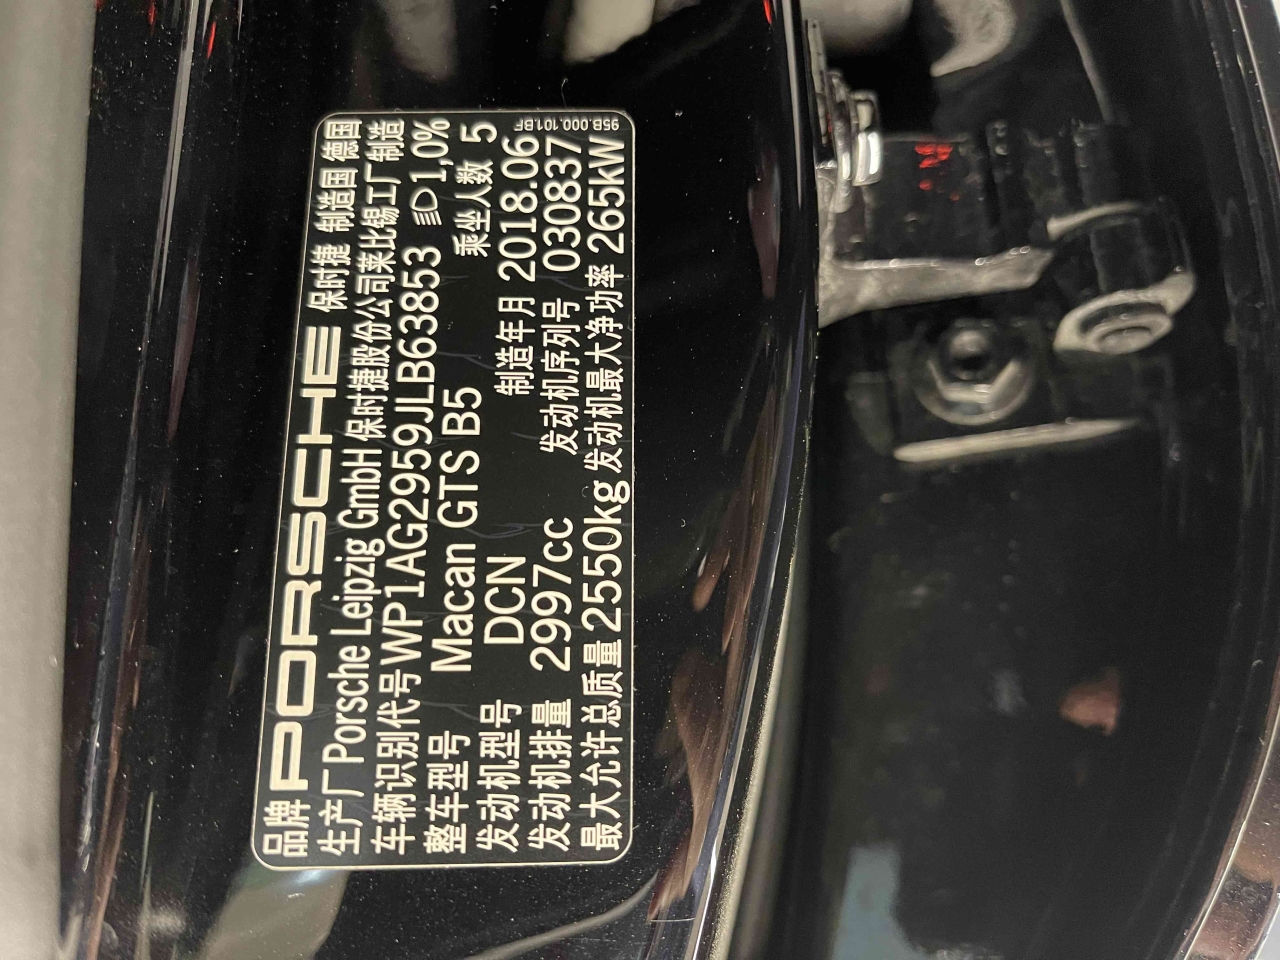 品牌 PORSCHE 保时捷 制造国 德国
生产厂 Porsche Leipzig GmbH 保时捷股份公司莱比锡工厂制造
车辆识别代号 WP1AG2959JLB63853 1,0%
整车型号 Macan GTS B5 乘坐人数 5
发动机型号 DCN 制造年月 2018.06
发动机排量 2997cc 发动机序列号 030837
最大允许总质量 2550kg 发动机最大净功率 265kW
95B.000.101.BF